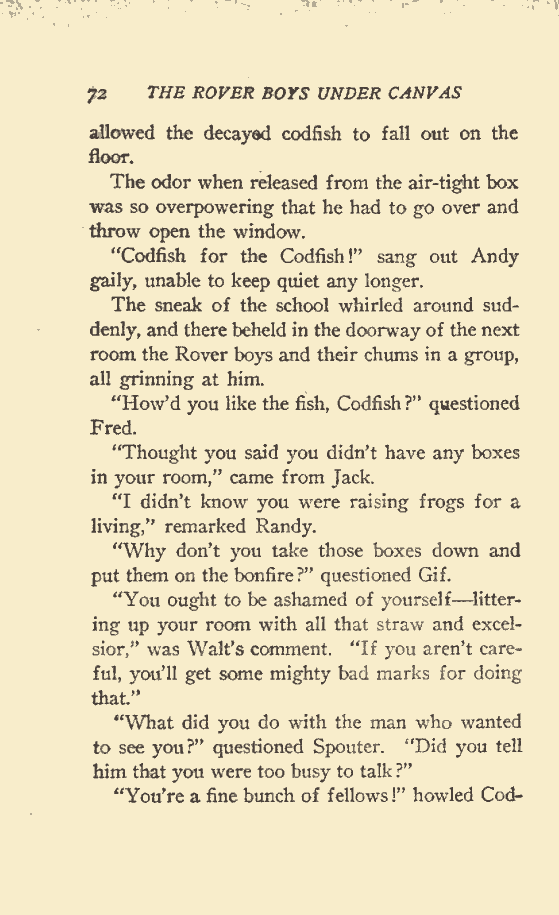 72 THE ROVER BOYS UNDER CANVAS
allowed the decayed codfish to fall out on the
floor.
The odor when released from the air-tight box
was so overpowering that he had to go over and
throw open the window.
"Codfish for the Codfish!" sang out Andy
gaily, unable to keep quiet any longer.
The sneak of the school whirled around sud-
denly, and there beheld in the doorway of the next
room the Rover boys and their chums in a group,
all grinning at him.
"How'd you like the fish, Codfish?" questioned
Fred.
"Thought you said you didn't have any boxes
in your room," came from Jack.
"I didn't know you were raising frogs for a
living," remarked Randy.
"Why don't you take those boxes down and
put them on the bonfire?" questioned Gif.
"You ought to be ashamed of yourself—litter-
ing up your room with all that straw and excel-
sior," was Walt's comment. "If you aren't care-
ful, you'll get some mighty bad marks for doing
that."
"What did you do with the man who wanted
to see you?" questioned Spouter. "Did you tell
him that you were too busy to talk?"
"You're a fine bunch of fellows!" howled Cod-